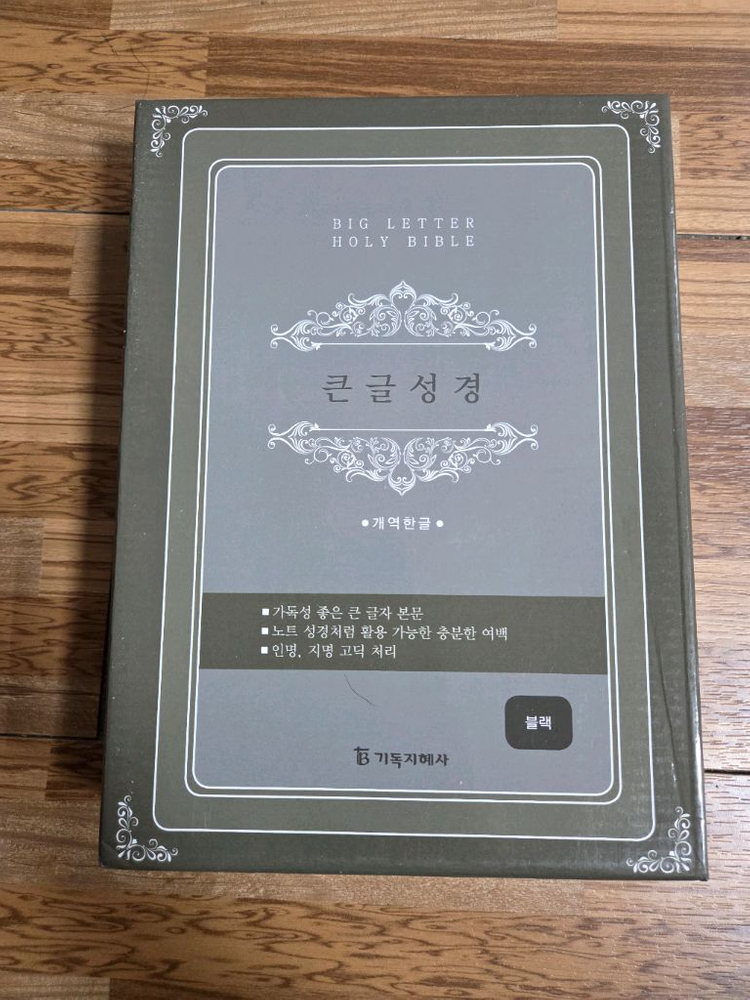 BIG LETTER
HOLY BIBLE
큰글성경
●개역한글●
■가독성 좋은 큰 글자 본문
■노트 성경처럼 활용 가능한 충분한 여백
■인명, 지명 고딕 처리
블랙
기독지혜사